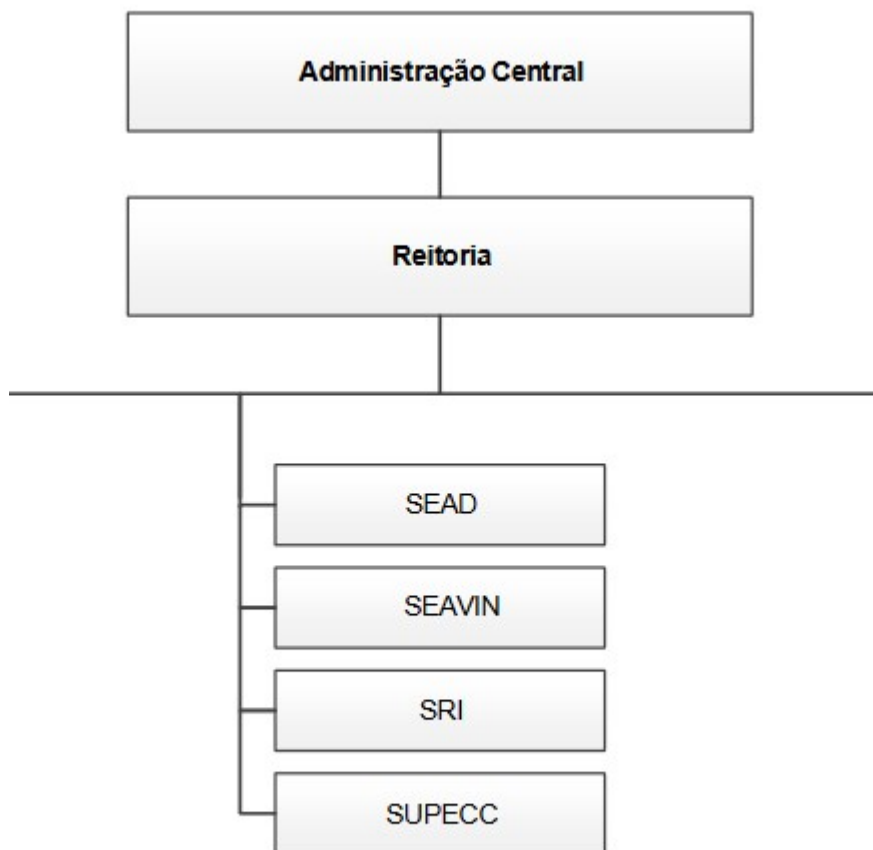 Administração Central
Reitoria
SEAD
SEAVIN
SRI
SUPECC